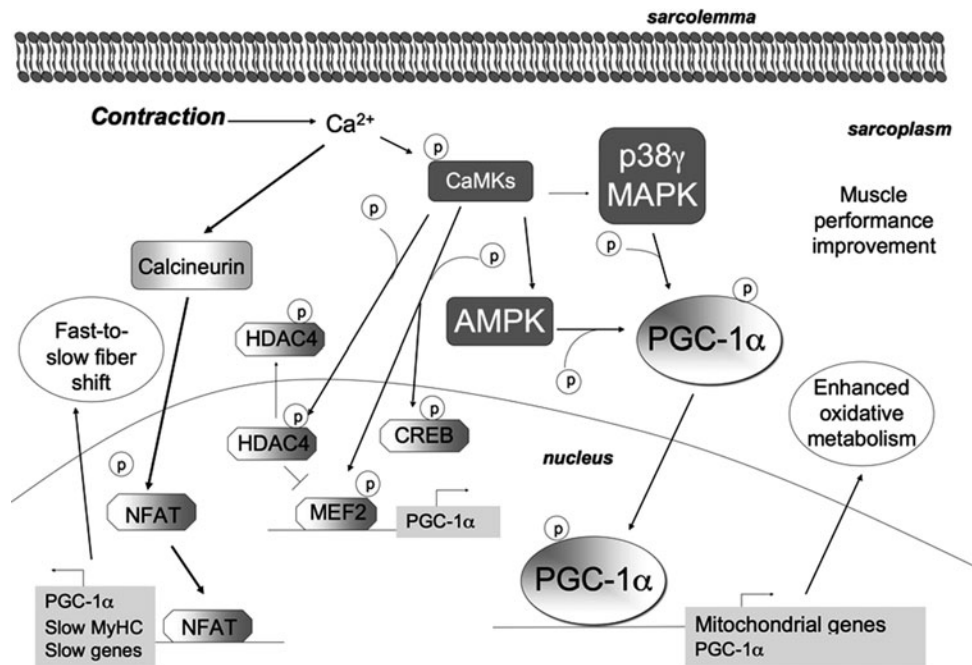 sarcolemma
Contraction
Ca²⁺
sarcoplasm
p
CaMKs
p38γ
MAPK
Muscle
performance
improvement
p
p
p
p
Calcineurin
AMPK
PGC-1α
p
Fast-to-
slow fiber
shift
p
HDAC4
Enhanced
oxidative
metabolism
p
HDAC4
p
CREB
nucleus
p
NFAT
p
MEF2
PGC-1α
p
PGC-1α
PGC-1α
Slow MyHC
Slow genes
NFAT
Mitochondrial genes
PGC-1α